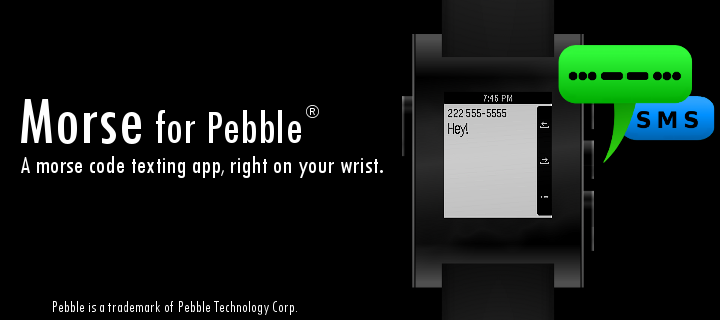 Morse for Pebble®
A morse code texting app, right on your wrist.
7:46 PM
222 555-5555
Hey!
••• — — •••
SMS
Pebble is a trademark of Pebble Technology Corp.